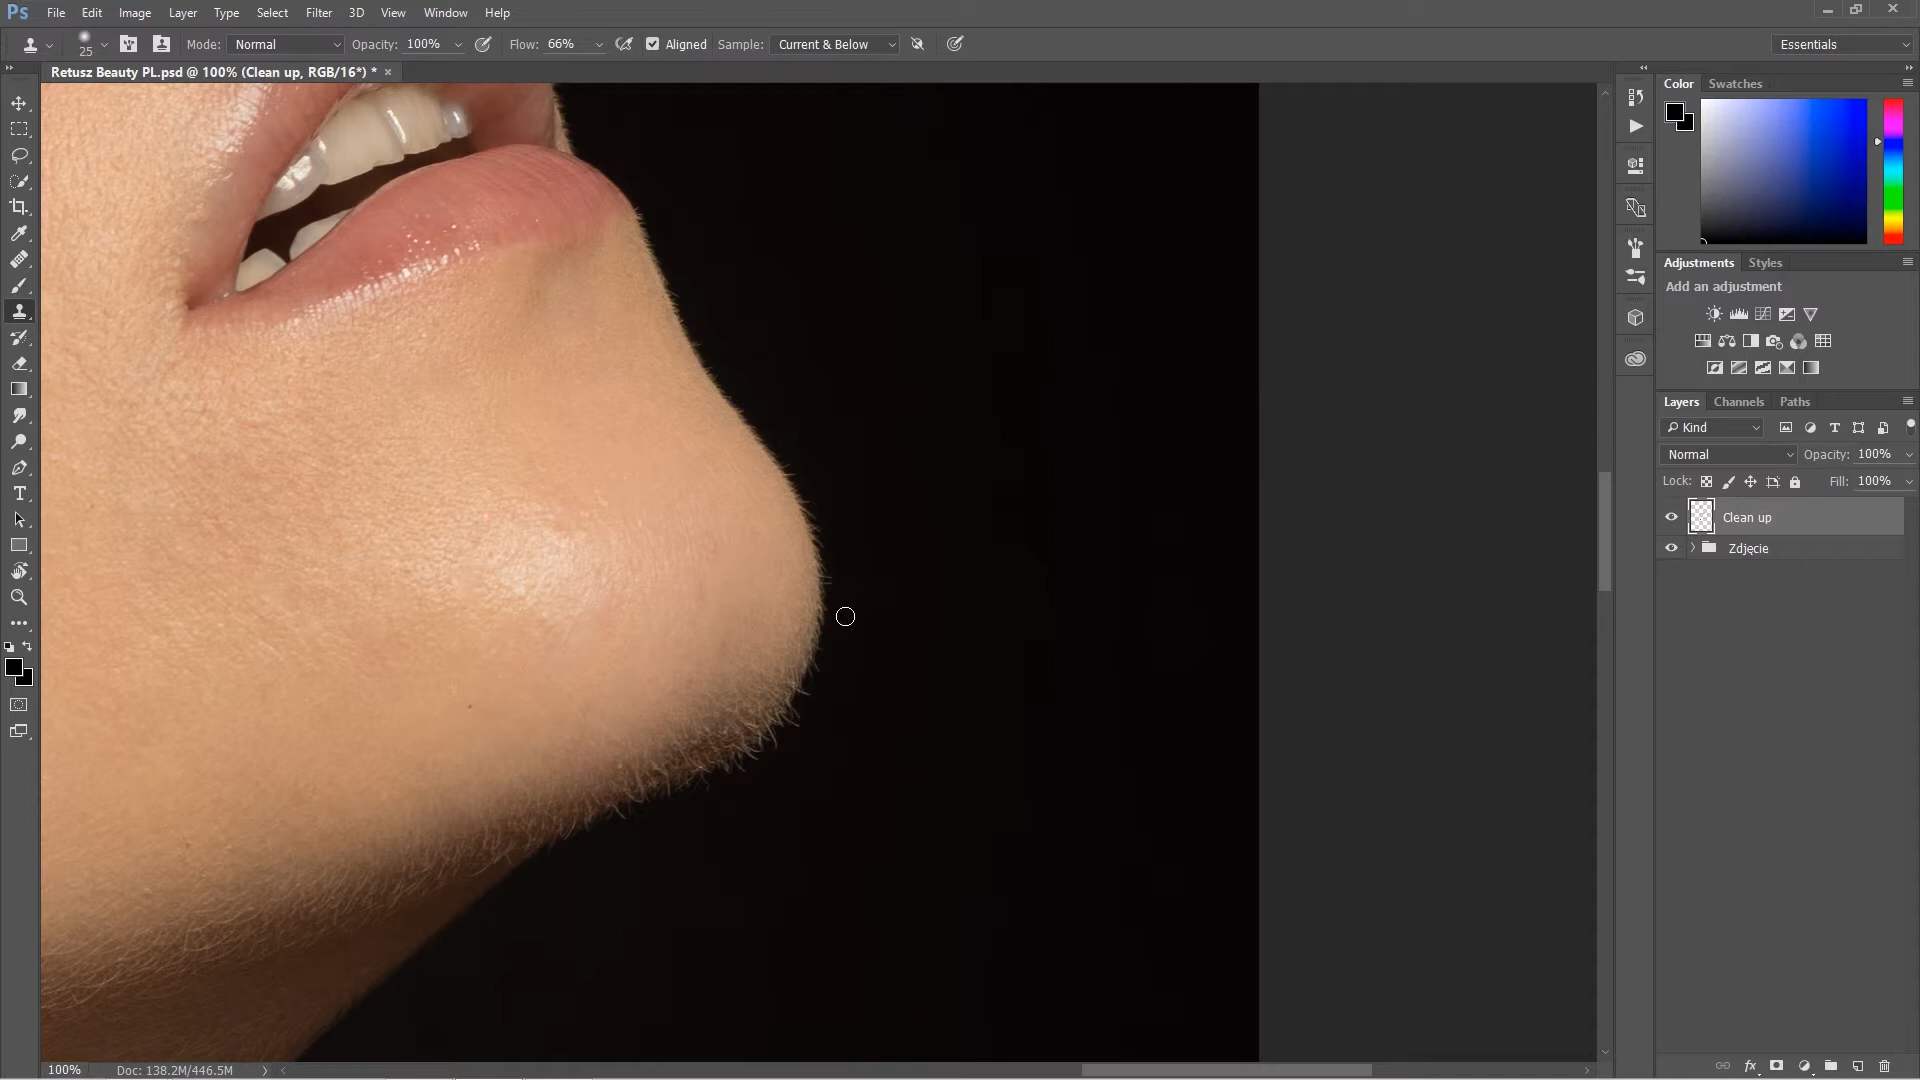 Ps File Edit Image Layer Type Select Filter 3D View Window Help
25 Mode: Normal Opacity: 100% Flow: 66% Aligned Sample: Current & Below Essentials
Retusz Beauty PL.psd @ 100% (Clean up, RGB/16*) * ×
Color Swatches
Adjustments Styles
Add an adjustment
Layers Channels Paths
Kind
Normal Opacity: 100%
Lock: Fill: 100%
Clean up
Zdjęcie
100% Doc: 138.2M/446.5M